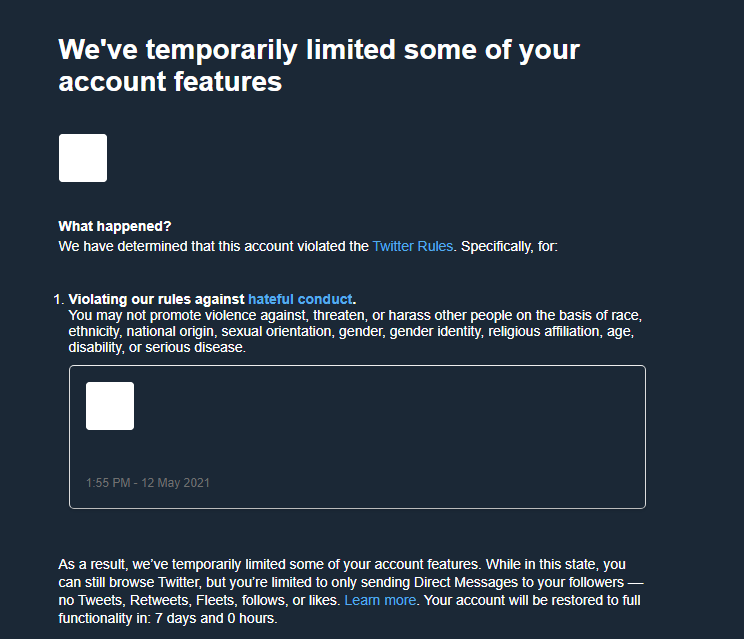 We've temporarily limited some of your
account features
What happened?
We have determined that this account violated the Twitter Rules. Specifically, for:
1. Violating our rules against hateful conduct.
You may not promote violence against, threaten, or harass other people on the basis of race,
ethnicity, national origin, sexual orientation, gender, gender identity, religious affiliation, age,
disability, or serious disease.
1:55 PM - 12 May 2021
As a result, we’ve temporarily limited some of your account features. While in this state, you
can still browse Twitter, but you’re limited to only sending Direct Messages to your followers ––
no Tweets, Retweets, Fleets, follows, or likes. Learn more. Your account will be restored to full
functionality in: 7 days and 0 hours.